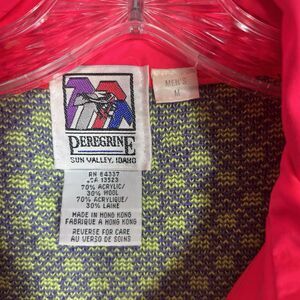 PEREGRINE
SUN VALLEY, IDAHO
MEN'S
M
RN 64337
CA 13523
70% ACRYLIC/
30% WOOL
70% ACRYLIQUE/
30% LAINE
MADE IN HONG KONG
FABRIQUE A HONG KONG
REVERSE FOR CARE
AU VERSO DE SOINS